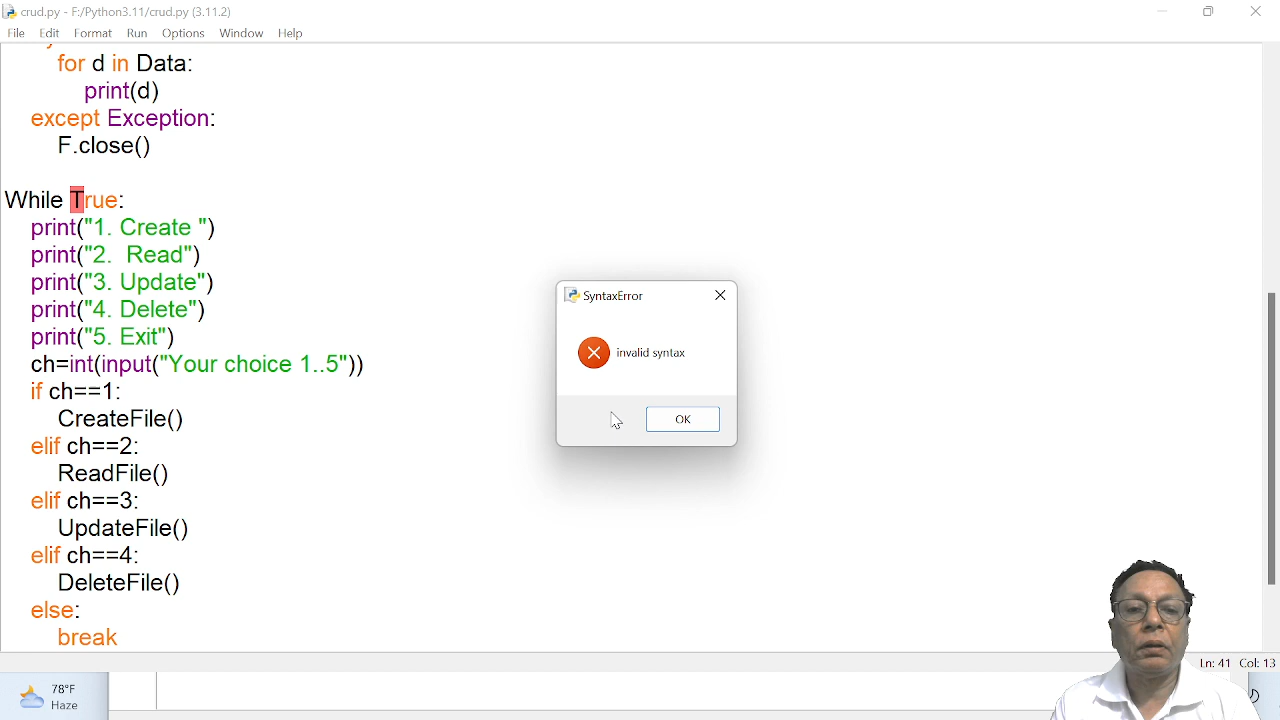 crud.py - F:/Python3.11/crud.py (3.11.2)
File Edit Format Run Options Window Help
for d in Data:
print(d)
except Exception:
F.close()
While True:
print("1. Create ")
print("2.  Read")
print("3. Update")
print("4. Delete")
print("5. Exit")
ch=int(input("Your choice 1..5"))
if ch==1:
CreateFile()
elif ch==2:
ReadFile()
elif ch==3:
UpdateFile()
elif ch==4:
DeleteFile()
else:
break
SyntaxError
invalid syntax
OK
Ln: 41 Col: 13
78°F
Haze